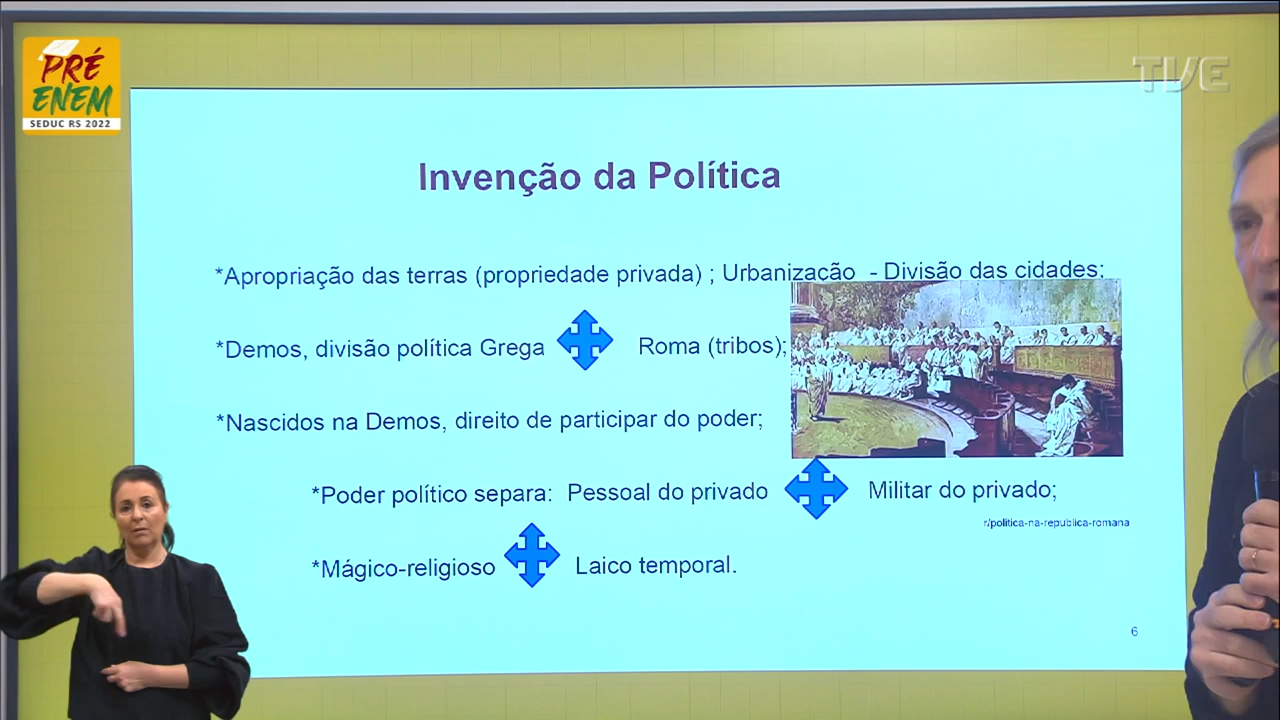 PRÉ
ENEM
SEDUC RS 2022
TVE
Invenção da Política
*Apropriação das terras (propriedade privada) ; Urbanização - Divisão das cidades;
*Demos, divisão política Grega Roma (tribos);
*Nascidos na Demos, direito de participar do poder;
*Poder político separa: Pessoal do privado Militar do privado;
r/politica-na-republica-romana
*Mágico-religioso Laico temporal.
6